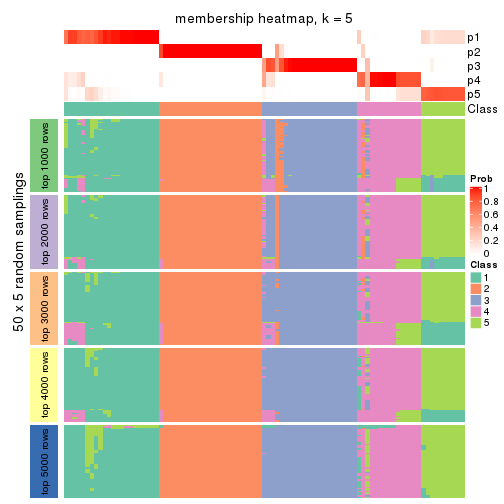 membership heatmap, k = 5
p1
p2
p3
p4
p5
Class
50 x 5 random samplings
top 1000 rows
top 2000 rows
top 3000 rows
top 4000 rows
top 5000 rows
Prob
1
0.8
0.6
0.4
0.2
0
Class
1
2
3
4
5